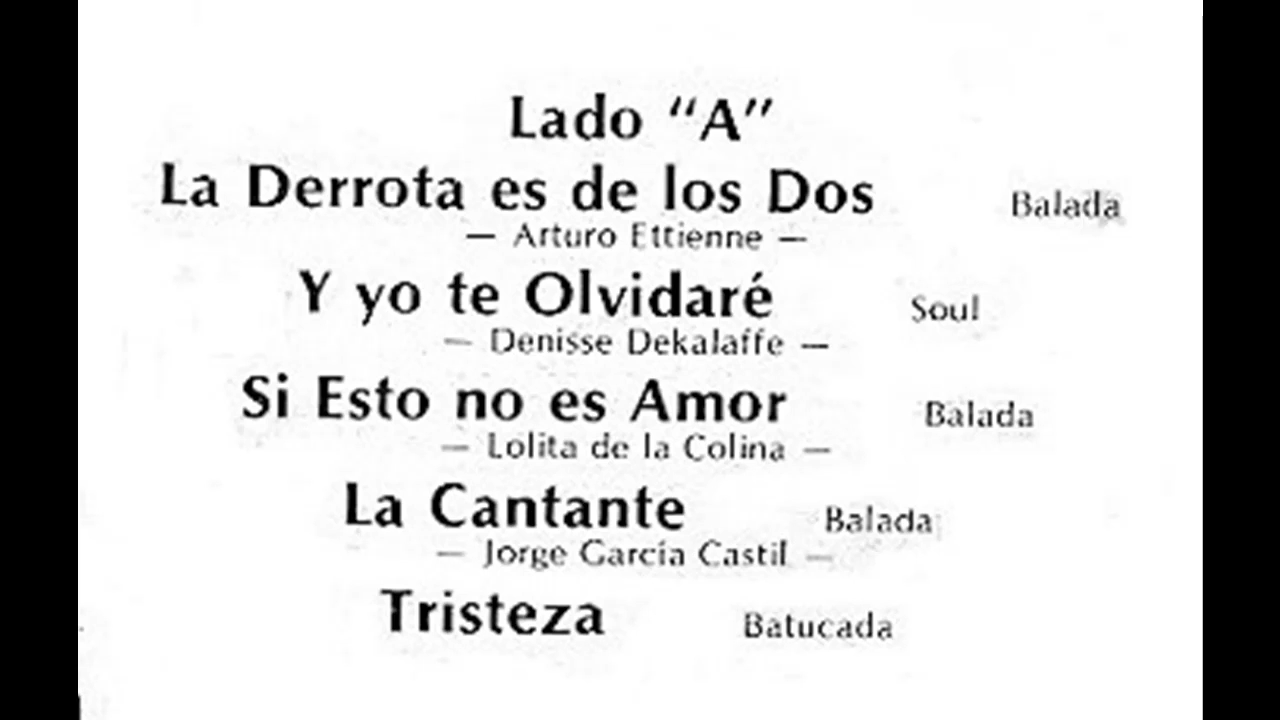 Lado “A”
La Derrota es de los Dos Balada
— Arturo Ettienne —
Y yo te Olvidaré Soul
— Denisse Dekalaffe —
Si Esto no es Amor Balada
— Lolita de la Colina —
La Cantante Balada
— Jorge García Castil —
Tristeza Batucada